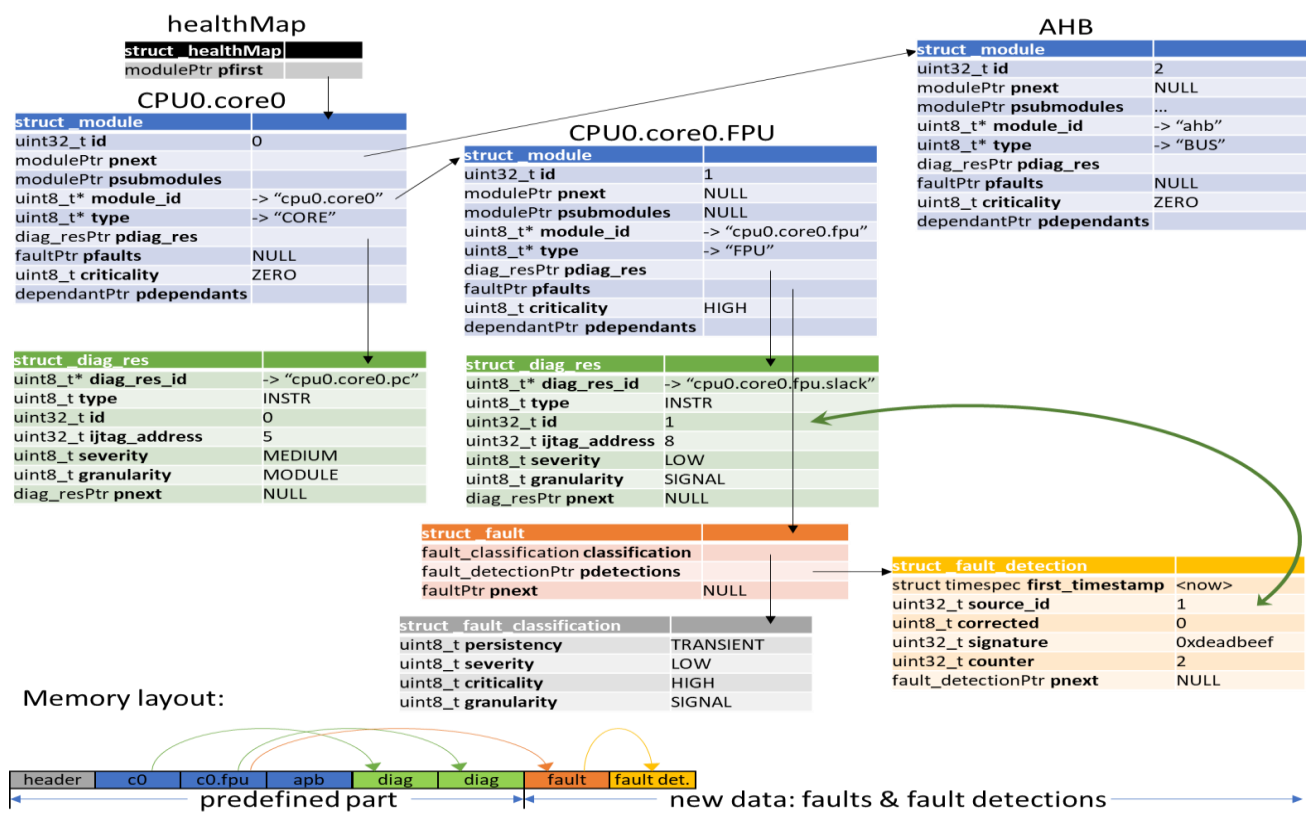 healthMap
struct _healthMap
modulePtr pfirst
CPU0.core0
struct _module
uint32_t id 0
modulePtr pnext
modulePtr psubmodules
uint8_t* module_id -> “cpu0.core0”
uint8_t* type -> “CORE”
diag_resPtr pdiag_res
faultPtr pfaults NULL
uint8_t criticality ZERO
dependantPtr pdependants
CPU0.core0.FPU
struct _module
uint32_t id 1
modulePtr pnext NULL
modulePtr psubmodules NULL
uint8_t* module_id -> “cpu0.core0.fpu”
uint8_t* type -> “FPU”
diag_resPtr pdiag_res
faultPtr pfaults
uint8_t criticality HIGH
dependantPtr pdependants
AHB
struct _module
uint32_t id 2
modulePtr pnext NULL
modulePtr psubmodules ...
uint8_t* module_id -> “ahb”
uint8_t* type -> “BUS”
diag_resPtr pdiag_res
faultPtr pfaults NULL
uint8_t criticality ZERO
dependantPtr pdependants
struct _diag_res
uint8_t* diag_res_id -> “cpu0.core0.pc”
uint8_t type INSTR
uint32_t id 0
uint32_t ijtag_address 5
uint8_t severity MEDIUM
uint8_t granularity MODULE
diag_resPtr pnext NULL
struct _diag_res
uint8_t* diag_res_id -> “cpu0.core0.fpu.slack”
uint8_t type INSTR
uint32_t id 1
uint32_t ijtag_address 8
uint8_t severity LOW
uint8_t granularity SIGNAL
diag_resPtr pnext NULL
struct _fault
fault_classification classification
fault_detectionPtr pdetections
faultPtr pnext NULL
struct _fault_detection
struct timespec first_timestamp <now>
uint32_t source_id 1
uint8_t corrected 0
uint32_t signature 0xdeadbeef
uint32_t counter 2
fault_detectionPtr pnext NULL
struct _fault_classification
uint8_t persistency TRANSIENT
uint8_t severity LOW
uint8_t criticality HIGH
uint8_t granularity SIGNAL
Memory layout:
header c0 c0.fpu apb diag diag fault fault det.
predefined part new data: faults & fault detections